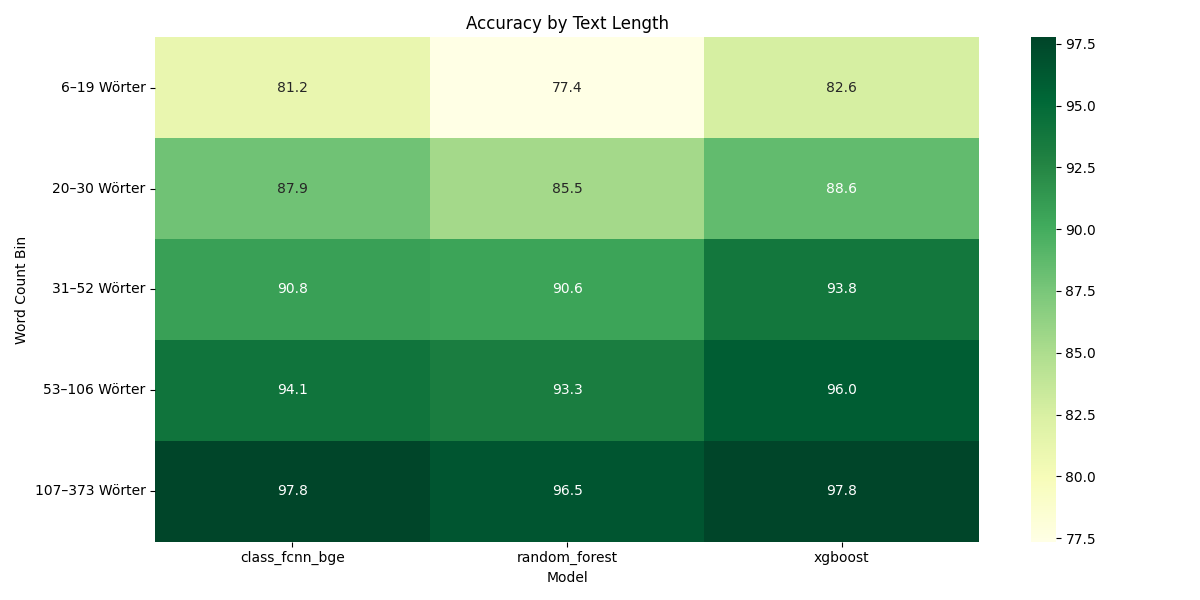 Accuracy by Text Length
Word Count Bin
6–19 Wörter 81.2 77.4 82.6
20–30 Wörter 87.9 85.5 88.6
31–52 Wörter 90.8 90.6 93.8
53–106 Wörter 94.1 93.3 96.0
107–373 Wörter 97.8 96.5 97.8
class_fcnn_bge random_forest xgboost
Model
97.5
95.0
92.5
90.0
87.5
85.0
82.5
80.0
77.5